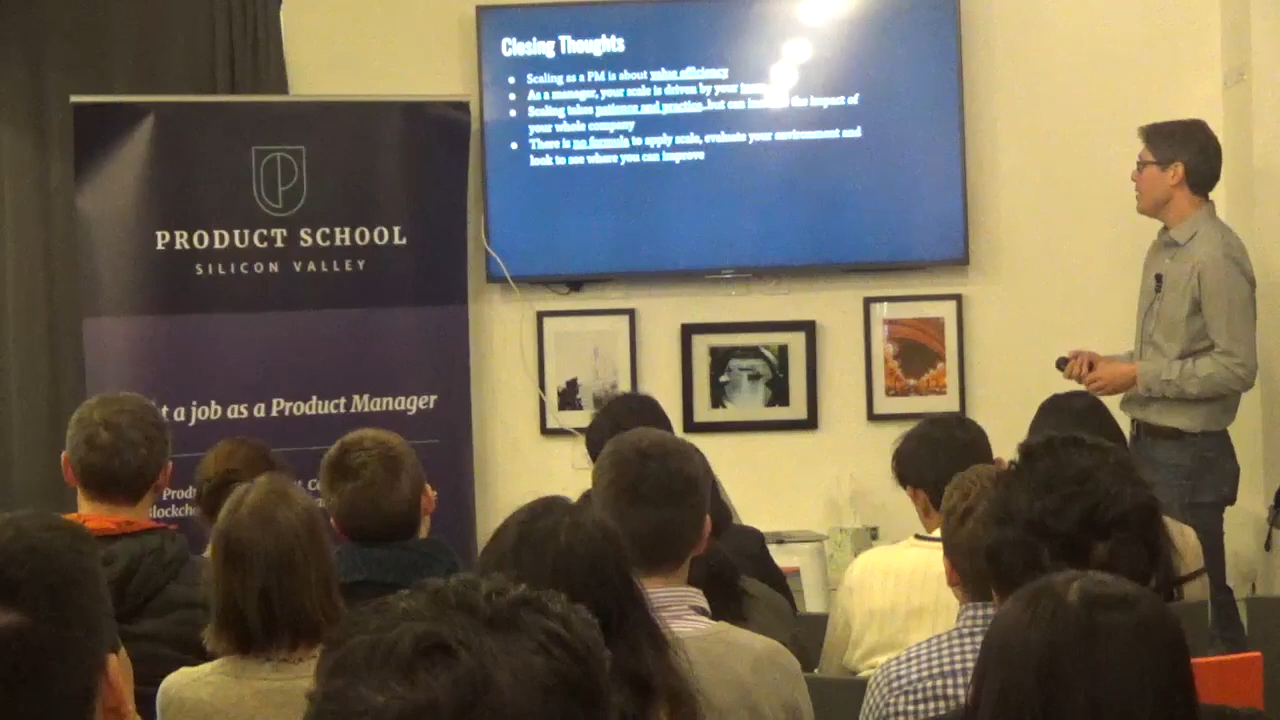 Closing Thoughts
Scaling as a PM is about value efficiency
As a manager, your scale is driven by your
Scaling takes patience and practice but can the impact of
your whole company
There is no formula to apply scale, evaluate your environment and
look to see where you can improve
PRODUCT SCHOOL
SILICON VALLEY
t a job as a Product Manager